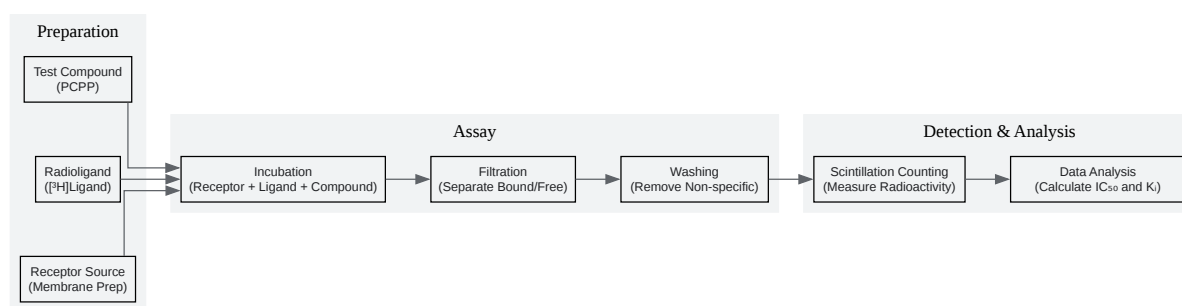 Preparation
Test Compound
(PCPP)
Radioligand
([³H]Ligand)
Receptor Source
(Membrane Prep)
Assay
Incubation
(Receptor + Ligand + Compound)
Filtration
(Separate Bound/Free)
Washing
(Remove Non-specific)
Detection & Analysis
Scintillation Counting
(Measure Radioactivity)
Data Analysis
(Calculate IC₅₀ and Kᵢ)